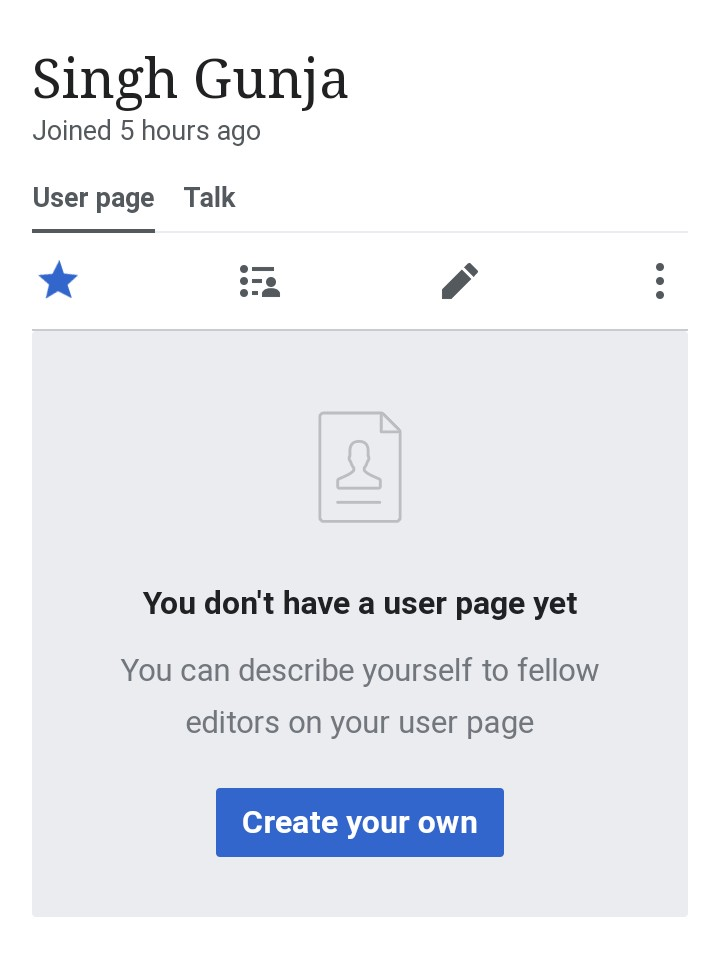 Singh Gunja
Joined 5 hours ago
User page Talk
You don't have a user page yet
You can describe yourself to fellow
editors on your user page
Create your own